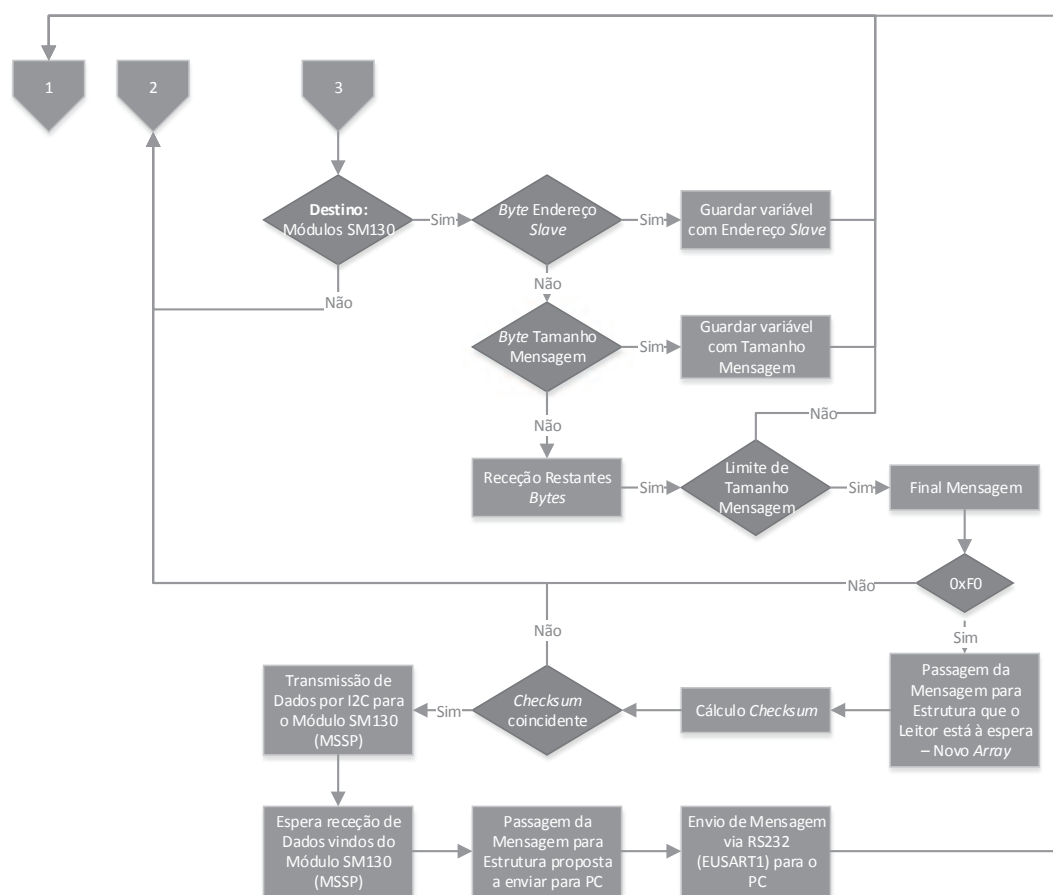 1
2
3
Destino:
Módulos SM130
Sim
Byte Endereço
Slave
Sim
Guardar variável
com Endereço Slave
Não
Não
Byte Tamanho
Mensagem
Sim
Guardar variável
com Tamanho
Mensagem
Não
Não
Receção Restantes
Bytes
Sim
Limite de
Tamanho
Mensagem
Sim
Final Mensagem
Não
0xF0
Não
Sim
Transmissão de
Dados por I2C para
o Módulo SM130
(MSSP)
Sim
Checksum
coincidente
Cálculo Checksum
Passagem da
Mensagem para
Estrutura que o
Leitor está à espera
– Novo Array
Espera receção de
Dados vindos do
Módulo SM130
(MSSP)
Passagem da
Mensagem para
Estrutura proposta
a enviar para PC
Envio de Mensagem
via RS232
(EUSART1) para o
PC